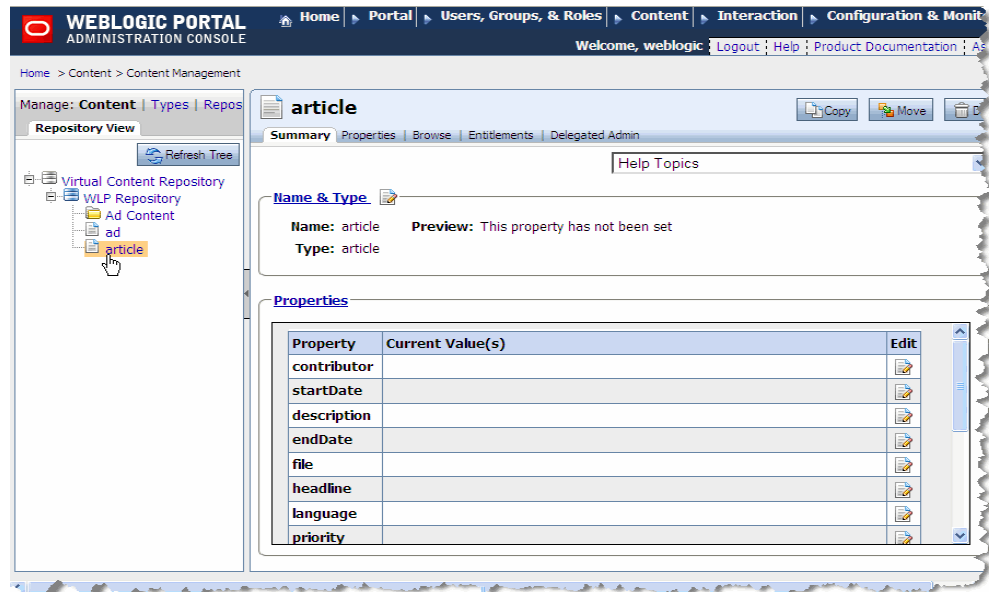 WEBLOGIC PORTAL
ADMINISTRATION CONSOLE
Home Portal Users, Groups, & Roles Content Interaction Configuration & Monit
Welcome, weblogic Logout Help Product Documentation As
Home > Content > Content Management
Manage: Content | Types | Repos
Repository View
Refresh Tree
Virtual Content Repository
WLP Repository
Ad Content
ad
article
article
Copy Move D
Summary Properties | Browse | Entitlements | Delegated Admin
Help Topics
Name & Type
Name: article Preview: This property has not been set
Type: article
Properties
Property Current Value(s) Edit
contributor
startDate
description
endDate
file
headline
language
priority